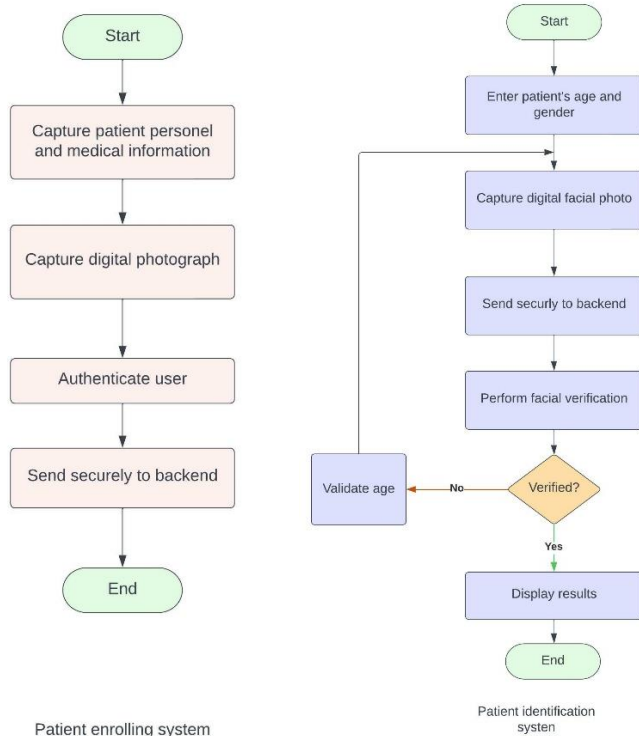 Start
Capture patient personel
and medical information
Capture digital photograph
Authenticate user
Send securely to backend
End
Patient enrolling system
Start
Enter patient's age and
gender
Capture digital facial photo
Send securly to backend
Perform facial verification
Verified?
No
Validate age
Yes
Display results
End
Patient identification
systen